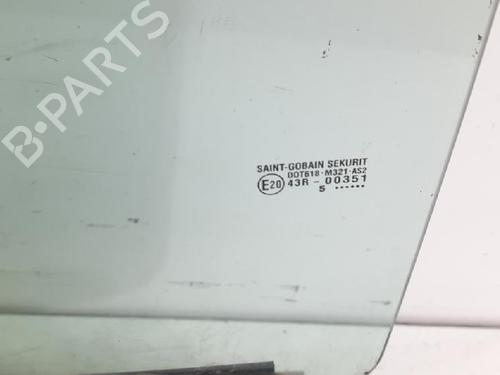 B-PARTS
SAINT-GOBAIN SEKURIT
DOT618·M321·AS2
E20 43R - 00351
5 ······